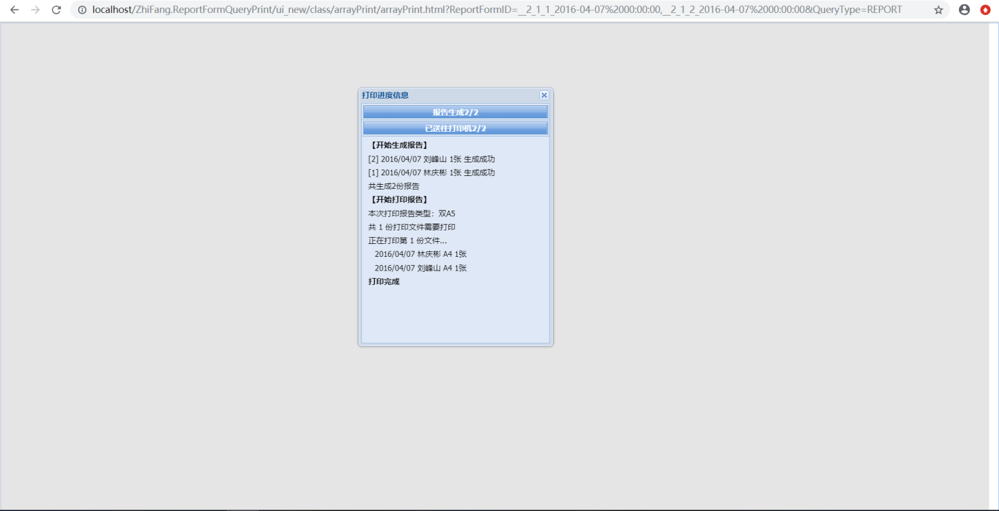 localhost/ZhiFang.ReportFormQueryPrint/ui_new/class/arrayPrint/arrayPrint.html?ReportFormID=__2_1_1_2016-04-07%2000:00:00,__2_1_2_2016-04-07%2000:00:00&QueryType=REPORT
打印进度信息
报告生成2/2
已送往打印机2/2
【开始生成报告】
[2] 2016/04/07 刘峰山 1张 生成成功
[1] 2016/04/07 林庆彬 1张 生成成功
共生成2份报告
【开始打印报告】
本次打印报告类型：双A5
共 1 份打印文件需要打印
正在打印第 1 份文件...
2016/04/07 林庆彬 A4 1张
2016/04/07 刘峰山 A4 1张
打印完成